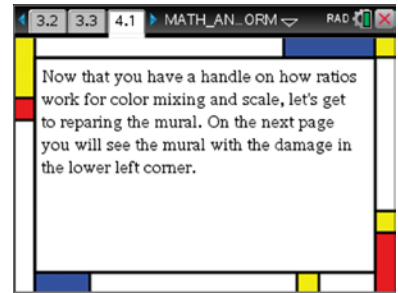 3.2 3.3 4.1 MATH_AN…ORM RAD
Now that you have a handle on how ratios
work for color mixing and scale, let's get
to reparing the mural. On the next page
you will see the mural with the damage in
the lower left corner.